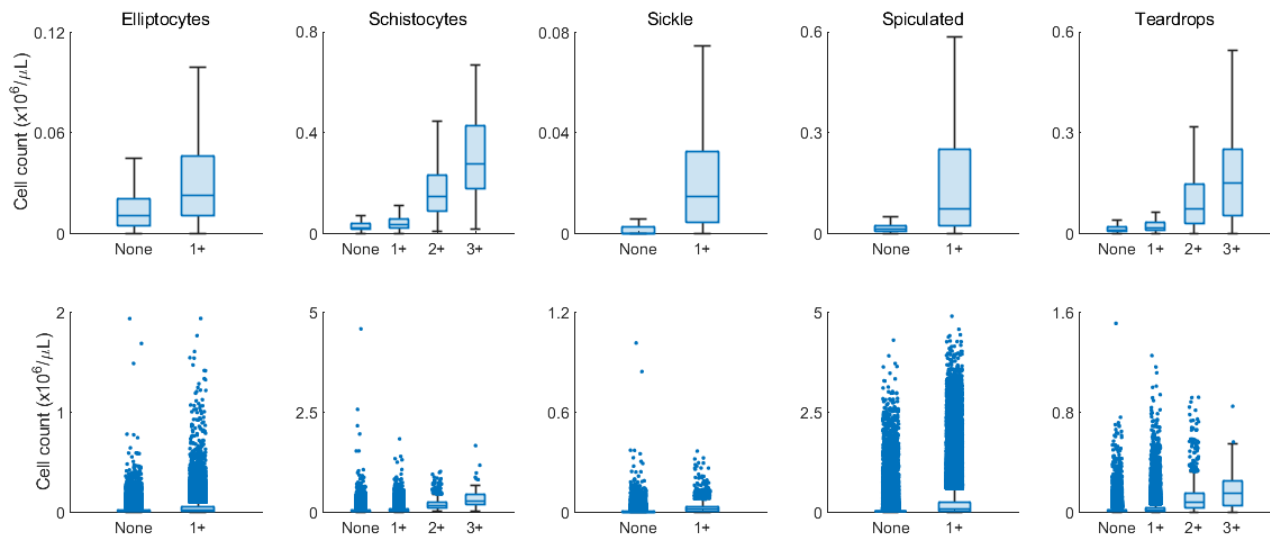 Elliptocytes
Schistocytes
Sickle
Spiculated
Teardrops
Cell count (x10⁶/μL)
0.12
0.06
0
None 1+
0.8
0.4
0
None 1+ 2+ 3+
0.08
0.04
0
None 1+
0.6
0.3
0
None 1+
0.6
0.3
0
None 1+ 2+ 3+
Cell count (x10⁶/μL)
2
1
0
None 1+
5
2.5
0
None 1+ 2+ 3+
1.2
0.6
0
None 1+
5
2.5
0
None 1+
1.6
0.8
0
None 1+ 2+ 3+